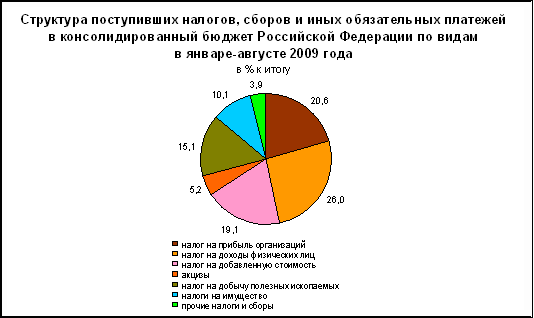 Структура поступивших налогов, сборов и иных обязательных платежей
в консолидированный бюджет Российской Федерации по видам
в январе-августе 2009 года
в % к итогу
3,9
10,1
20,6
15,1
5,2
26,0
19,1
налог на прибыль организаций
налог на доходы физических лиц
налог на добавленную стоимость
акцизы
налог на добычу полезных ископаемых
налоги на имущество
прочие налоги и сборы